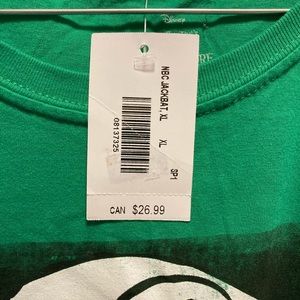 Disney
NBC JACKBAT, XL
XL
SP1
08137325
CAN $26.99